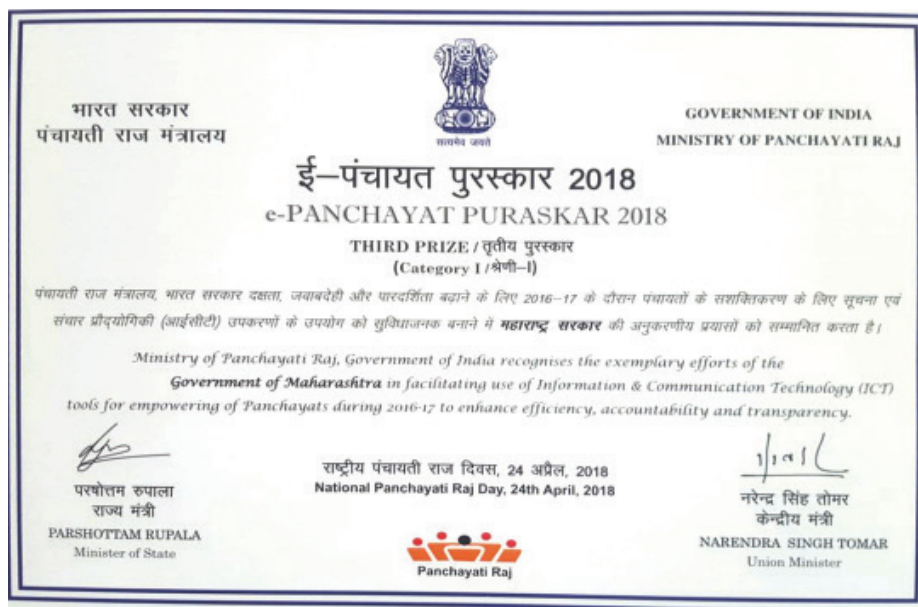 सत्यमेव जयते
भारत सरकार
पंचायती राज मंत्रालय
GOVERNMENT OF INDIA
MINISTRY OF PANCHAYATI RAJ
ई–पंचायत पुरस्कार 2018
e-PANCHAYAT PURASKAR 2018
THIRD PRIZE / तृतीय पुरस्कार
(Category I /श्रेणी–I)
पंचायती राज मंत्रालय, भारत सरकार दक्षता, जवाबदेही और पारदर्शिता बढ़ाने के लिए 2016–17 के दौरान पंचायतों के सशक्तिकरण के लिए सूचना एवं
संचार प्रौद्योगिकी (आईसीटी) उपकरणों के उपयोग को सुविधाजनक बनाने में महाराष्ट्र सरकार की अनुकरणीय प्रयासों को सम्मानित करता है।
Ministry of Panchayati Raj, Government of India recognises the exemplary efforts of the
Government of Maharashtra in facilitating use of Information & Communication Technology (ICT)
tools for empowering of Panchayats during 2016-17 to enhance efficiency, accountability and transparency.
परषोत्तम रुपाला
राज्य मंत्री
PARSHOTTAM RUPALA
Minister of State
राष्ट्रीय पंचायती राज दिवस, 24 अप्रैल, 2018
National Panchayati Raj Day, 24th April, 2018
Panchayati Raj
नरेन्द्र सिंह तोमर
केन्द्रीय मंत्री
NARENDRA SINGH TOMAR
Union Minister